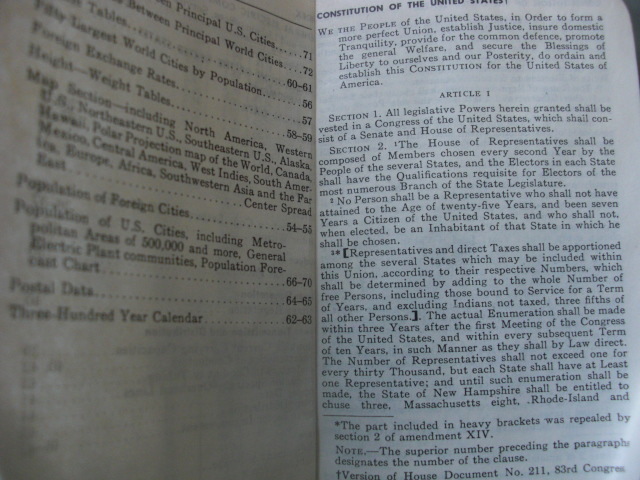 Between Principal U.S. Cities.....71
Between Principal World Cities....72
Fifty Largest World Cities by Population.....60-61
Foreign Exchange Rates....56
Height—Weight Tables....57
Map Section—including North America, Western....58-59
U.S., Northeastern U.S., Southeastern U.S., Alaska,
Hawaii, Polar Projection map of the World, Canada,
Central America, West Indies, South Amer-
Europe, Africa, Southwestern Asia and the Far
East.....Center Spread
Population of Foreign Cities.....54-55
Population of U.S. Cities, including Metro-
politan Areas of 500,000 and more, General
Electric Plant communities, Population Fore-
cast Chart.....66-70
Postal Data.....64-65
Three-Hundred Year Calendar.....62-63
CONSTITUTION OF THE UNITED STATES†
WE THE PEOPLE of the United States, in Order to form a
more perfect Union, establish Justice, insure domestic
Tranquility, provide for the common defence, promote
the general Welfare, and secure the Blessings of
Liberty to ourselves and our Posterity, do ordain and
establish this CONSTITUTION for the United States of
America.
ARTICLE I
SECTION 1. All legislative Powers herein granted shall be
vested in a Congress of the United States, which shall con-
sist of a Senate and House of Representatives.
SECTION 2. ¹The House of Representatives shall be
composed of Members chosen every second Year by the
People of the several States, and the Electors in each State
shall have the Qualifications requisite for Electors of the
most numerous Branch of the State Legislature.
² No Person shall be a Representative who shall not have
attained to the Age of twenty-five Years, and been seven
Years a Citizen of the United States, and who shall not,
when elected, be an Inhabitant of that State in which he
shall be chosen.
³* [Representatives and direct Taxes shall be apportioned
among the several States which may be included within
this Union, according to their respective Numbers, which
shall be determined by adding to the whole Number of
free Persons, including those bound to Service for a Term
of Years, and excluding Indians not taxed, three fifths of
all other Persons.]. The actual Enumeration shall be made
within three Years after the first Meeting of the Congress
of the United States, and within every subsequent Term
of ten Years, in such Manner as they shall by Law direct.
The Number of Representatives shall not exceed one for
every thirty Thousand, but each State shall have at Least
one Representative; and until such enumeration shall be
made, the State of New Hampshire shall be entitled to
chuse three, Massachusetts eight, Rhode-Island and
*The part included in heavy brackets was repealed by
section 2 of amendment XIV.
NOTE.—The superior number preceding the paragraphs
designates the number of the clause.
†Version of House Document No. 211, 83rd Congress